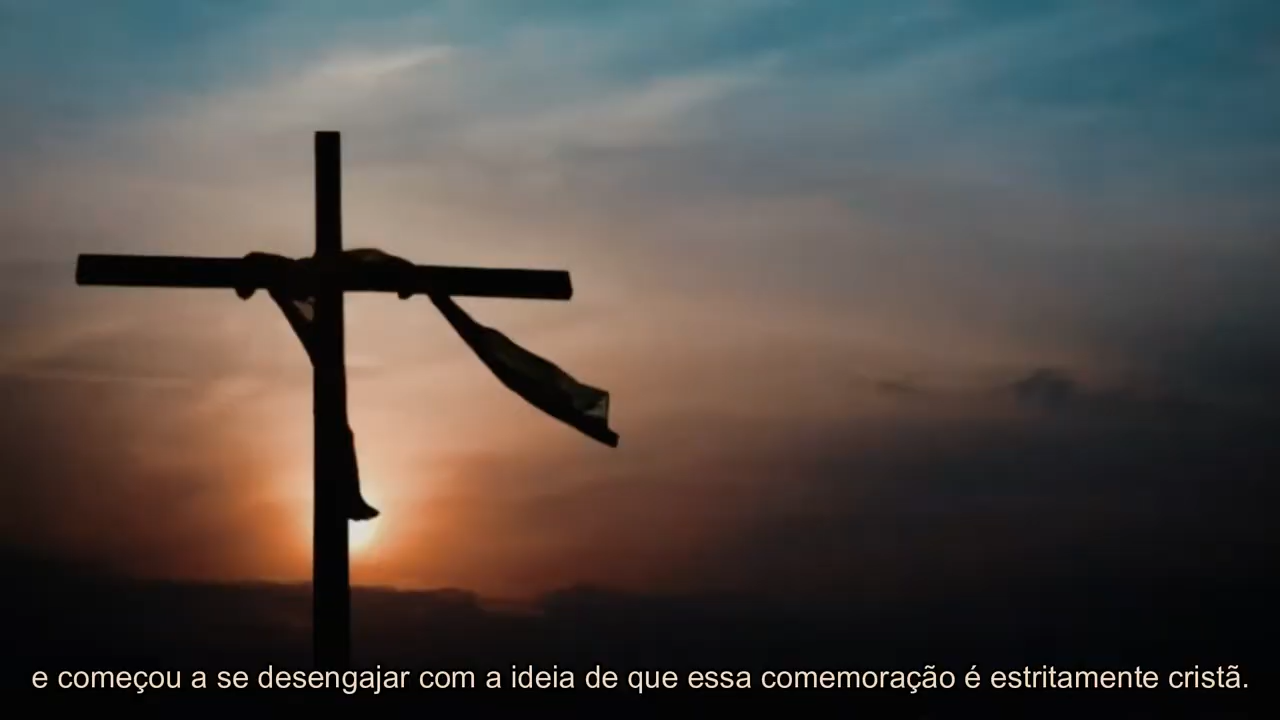 e começou a se desengajar com a ideia de que essa comemoração é estritamente cristã.